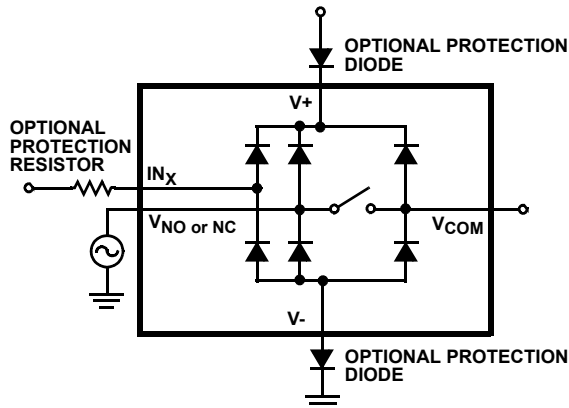 OPTIONAL PROTECTION
DIODE
V+
OPTIONAL
PROTECTION
RESISTOR
INX
VNO or NC
VCOM
V-
OPTIONAL PROTECTION
DIODE